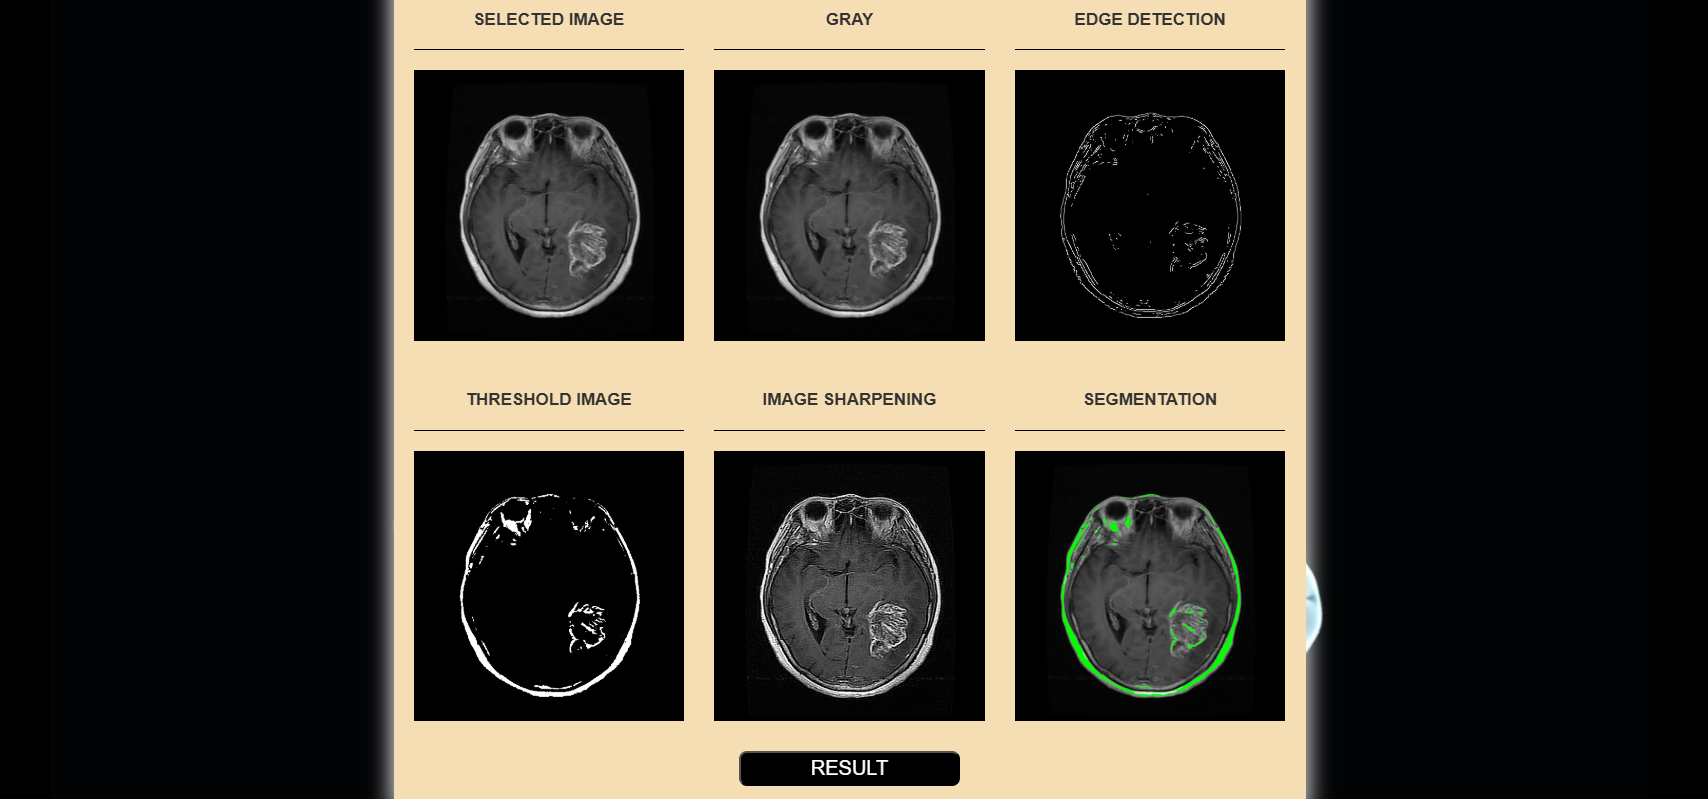 SELECTED IMAGE
GRAY
EDGE DETECTION
THRESHOLD IMAGE
IMAGE SHARPENING
SEGMENTATION
RESULT